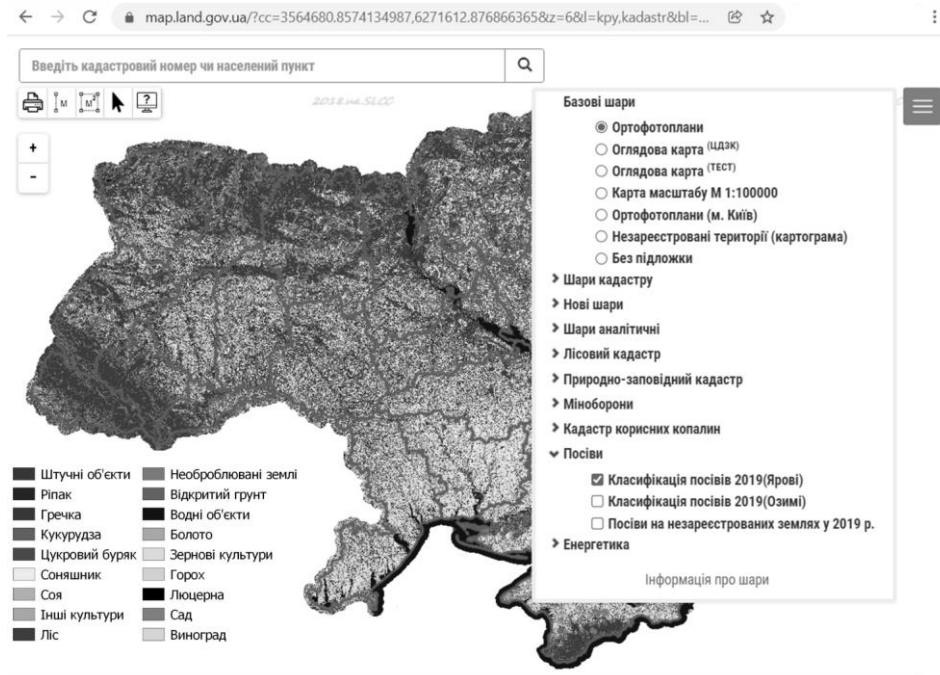 map.land.gov.ua/?cc=3564680.8574134987,6271612.876866365&z=6&l=kpy,kadastr&bl=...
Введіть кадастровий номер чи населений пункт
М
М²
?
+
-
Базові шари
Ортофотоплани
Оглядова карта (ЦДЗК)
Оглядова карта (ТЕСТ)
Карта масштабу М 1:100000
Ортофотоплани (м. Київ)
Незареєстровані території (картограма)
Без підложки
Шари кадастру
Нові шари
Шари аналітичні
Лісовий кадастр
Природно-заповідний кадастр
Міноборони
Кадастр корисних копалин
Посіви
Класифікація посівів 2019(Ярові)
Класифікація посівів 2019(Озимі)
Посіви на незареєстрованих землях у 2019 р.
Енергетика
Інформація про шари
Штучні об'єкти
Ріпак
Гречка
Кукурудза
Цукровий буряк
Соняшник
Соя
Інші культури
Ліс
Необроблювані землі
Відкритий грунт
Водні об'єкти
Болото
Зернові культури
Горох
Люцерна
Сад
Виноград